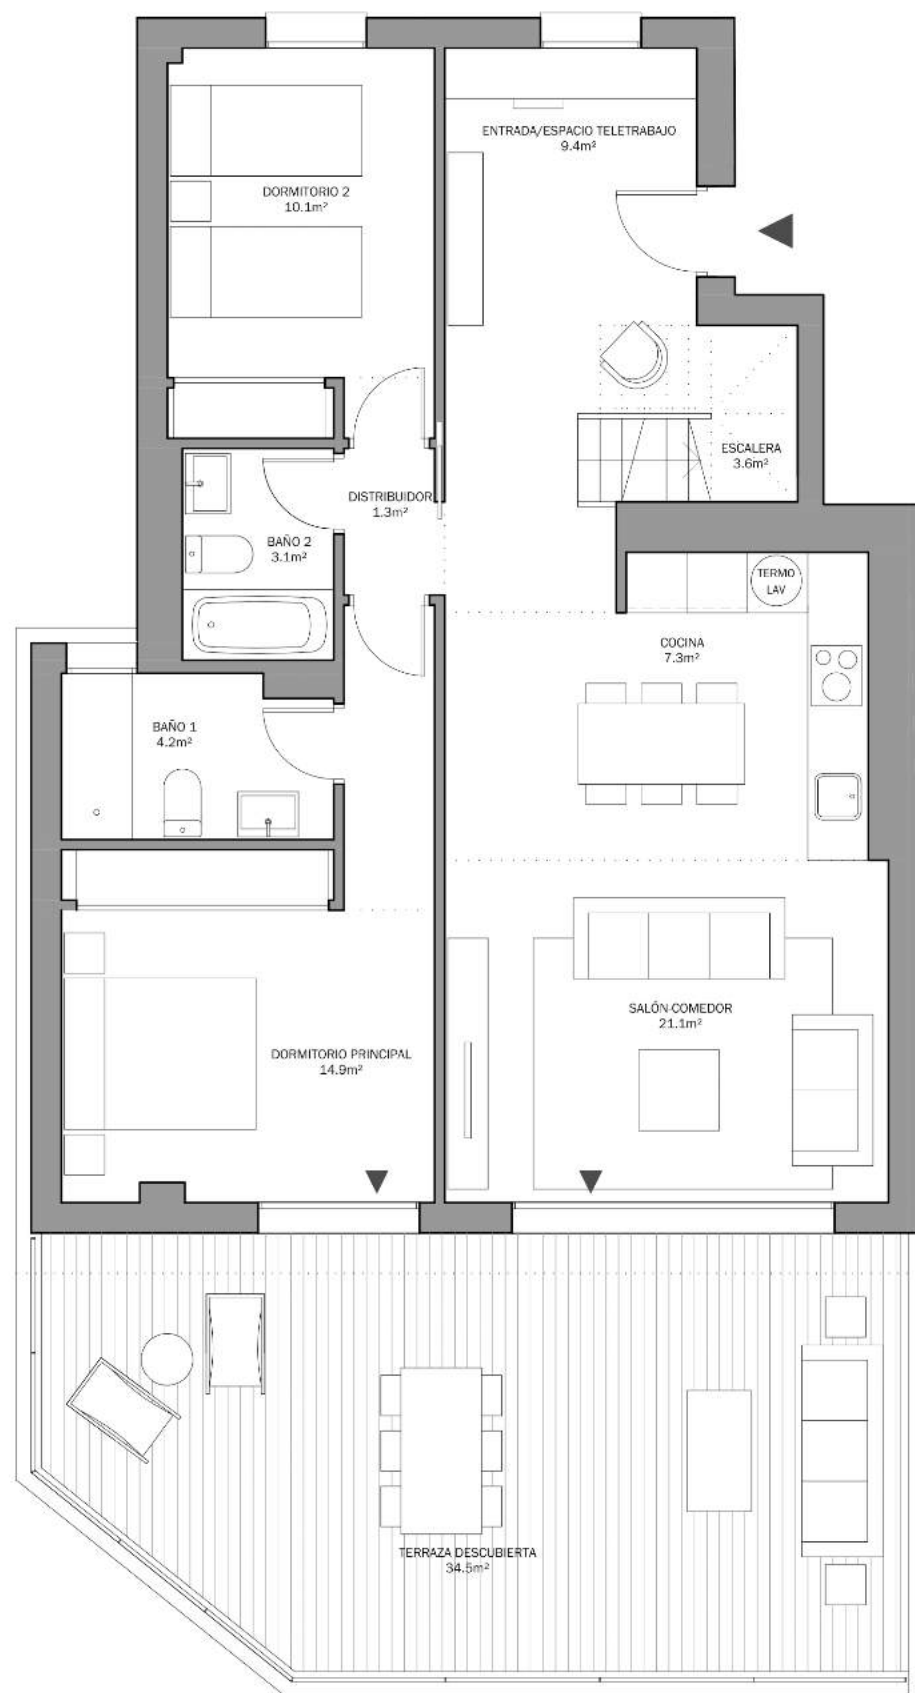 ENTRADA/ESPACIO TELETRABAJO
9.4m²
DORMITORIO 2
10.1m²
ESCALERA
3.6m²
DISTRIBUIDOR
1.3m²
BAÑO 2
3.1m²
TERMO
LAV
COCINA
7.3m²
BAÑO 1
4.2m²
SALÓN-COMEDOR
21.1m²
DORMITORIO PRINCIPAL
14.9m²
TERRAZA DESCUBIERTA
34.5m²